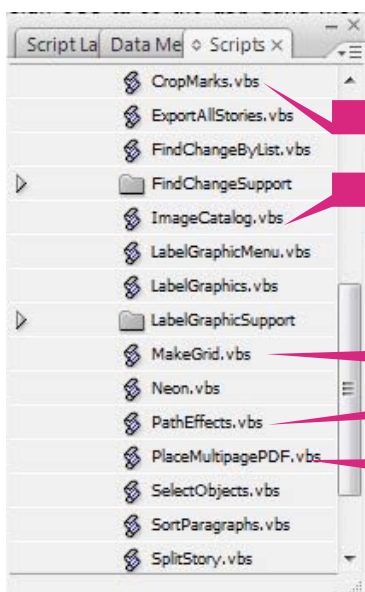 Script La Data Me Scripts
CropMarks.vbs
ExportAllStories.vbs
FindChangeByList.vbs
FindChangeSupport
ImageCatalog.vbs
LabelGraphicMenu.vbs
LabelGraphics.vbs
LabelGraphicSupport
MakeGrid.vbs
Neon.vbs
PathEffects.vbs
PlaceMultipagePDF.vbs
SelectObjects.vbs
SortParagraphs.vbs
SplitStory.vbs